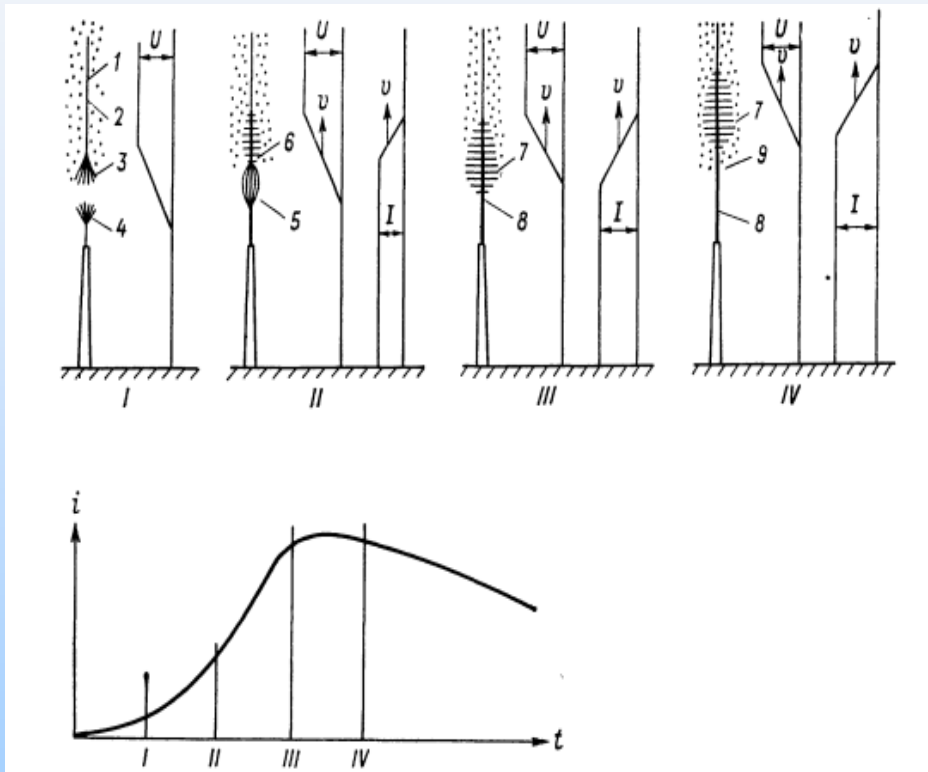 U U U U
1 υ υ υ υ υ υ
2 7
3 6 7 9
4 5 8 I I 8 I
I II III IV
i
I II III IV t